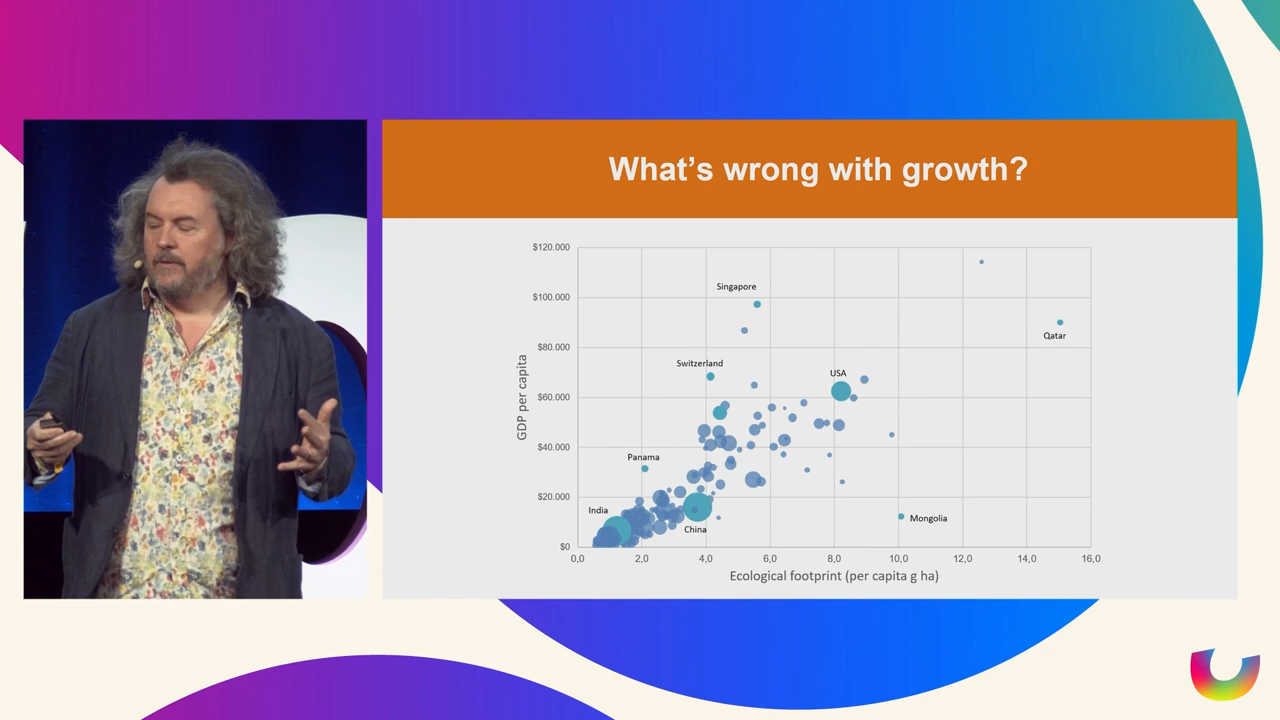 What's wrong with growth?
$120.000
$100.000
$80.000
$60.000
$40.000
$20.000
$0
GDP per capita
Singapore
Qatar
Switzerland
USA
Panama
India
China
Mongolia
0,0
2,0
4,0
6,0
8,0
10,0
12,0
14,0
16,0
Ecological footprint (per capita g ha)